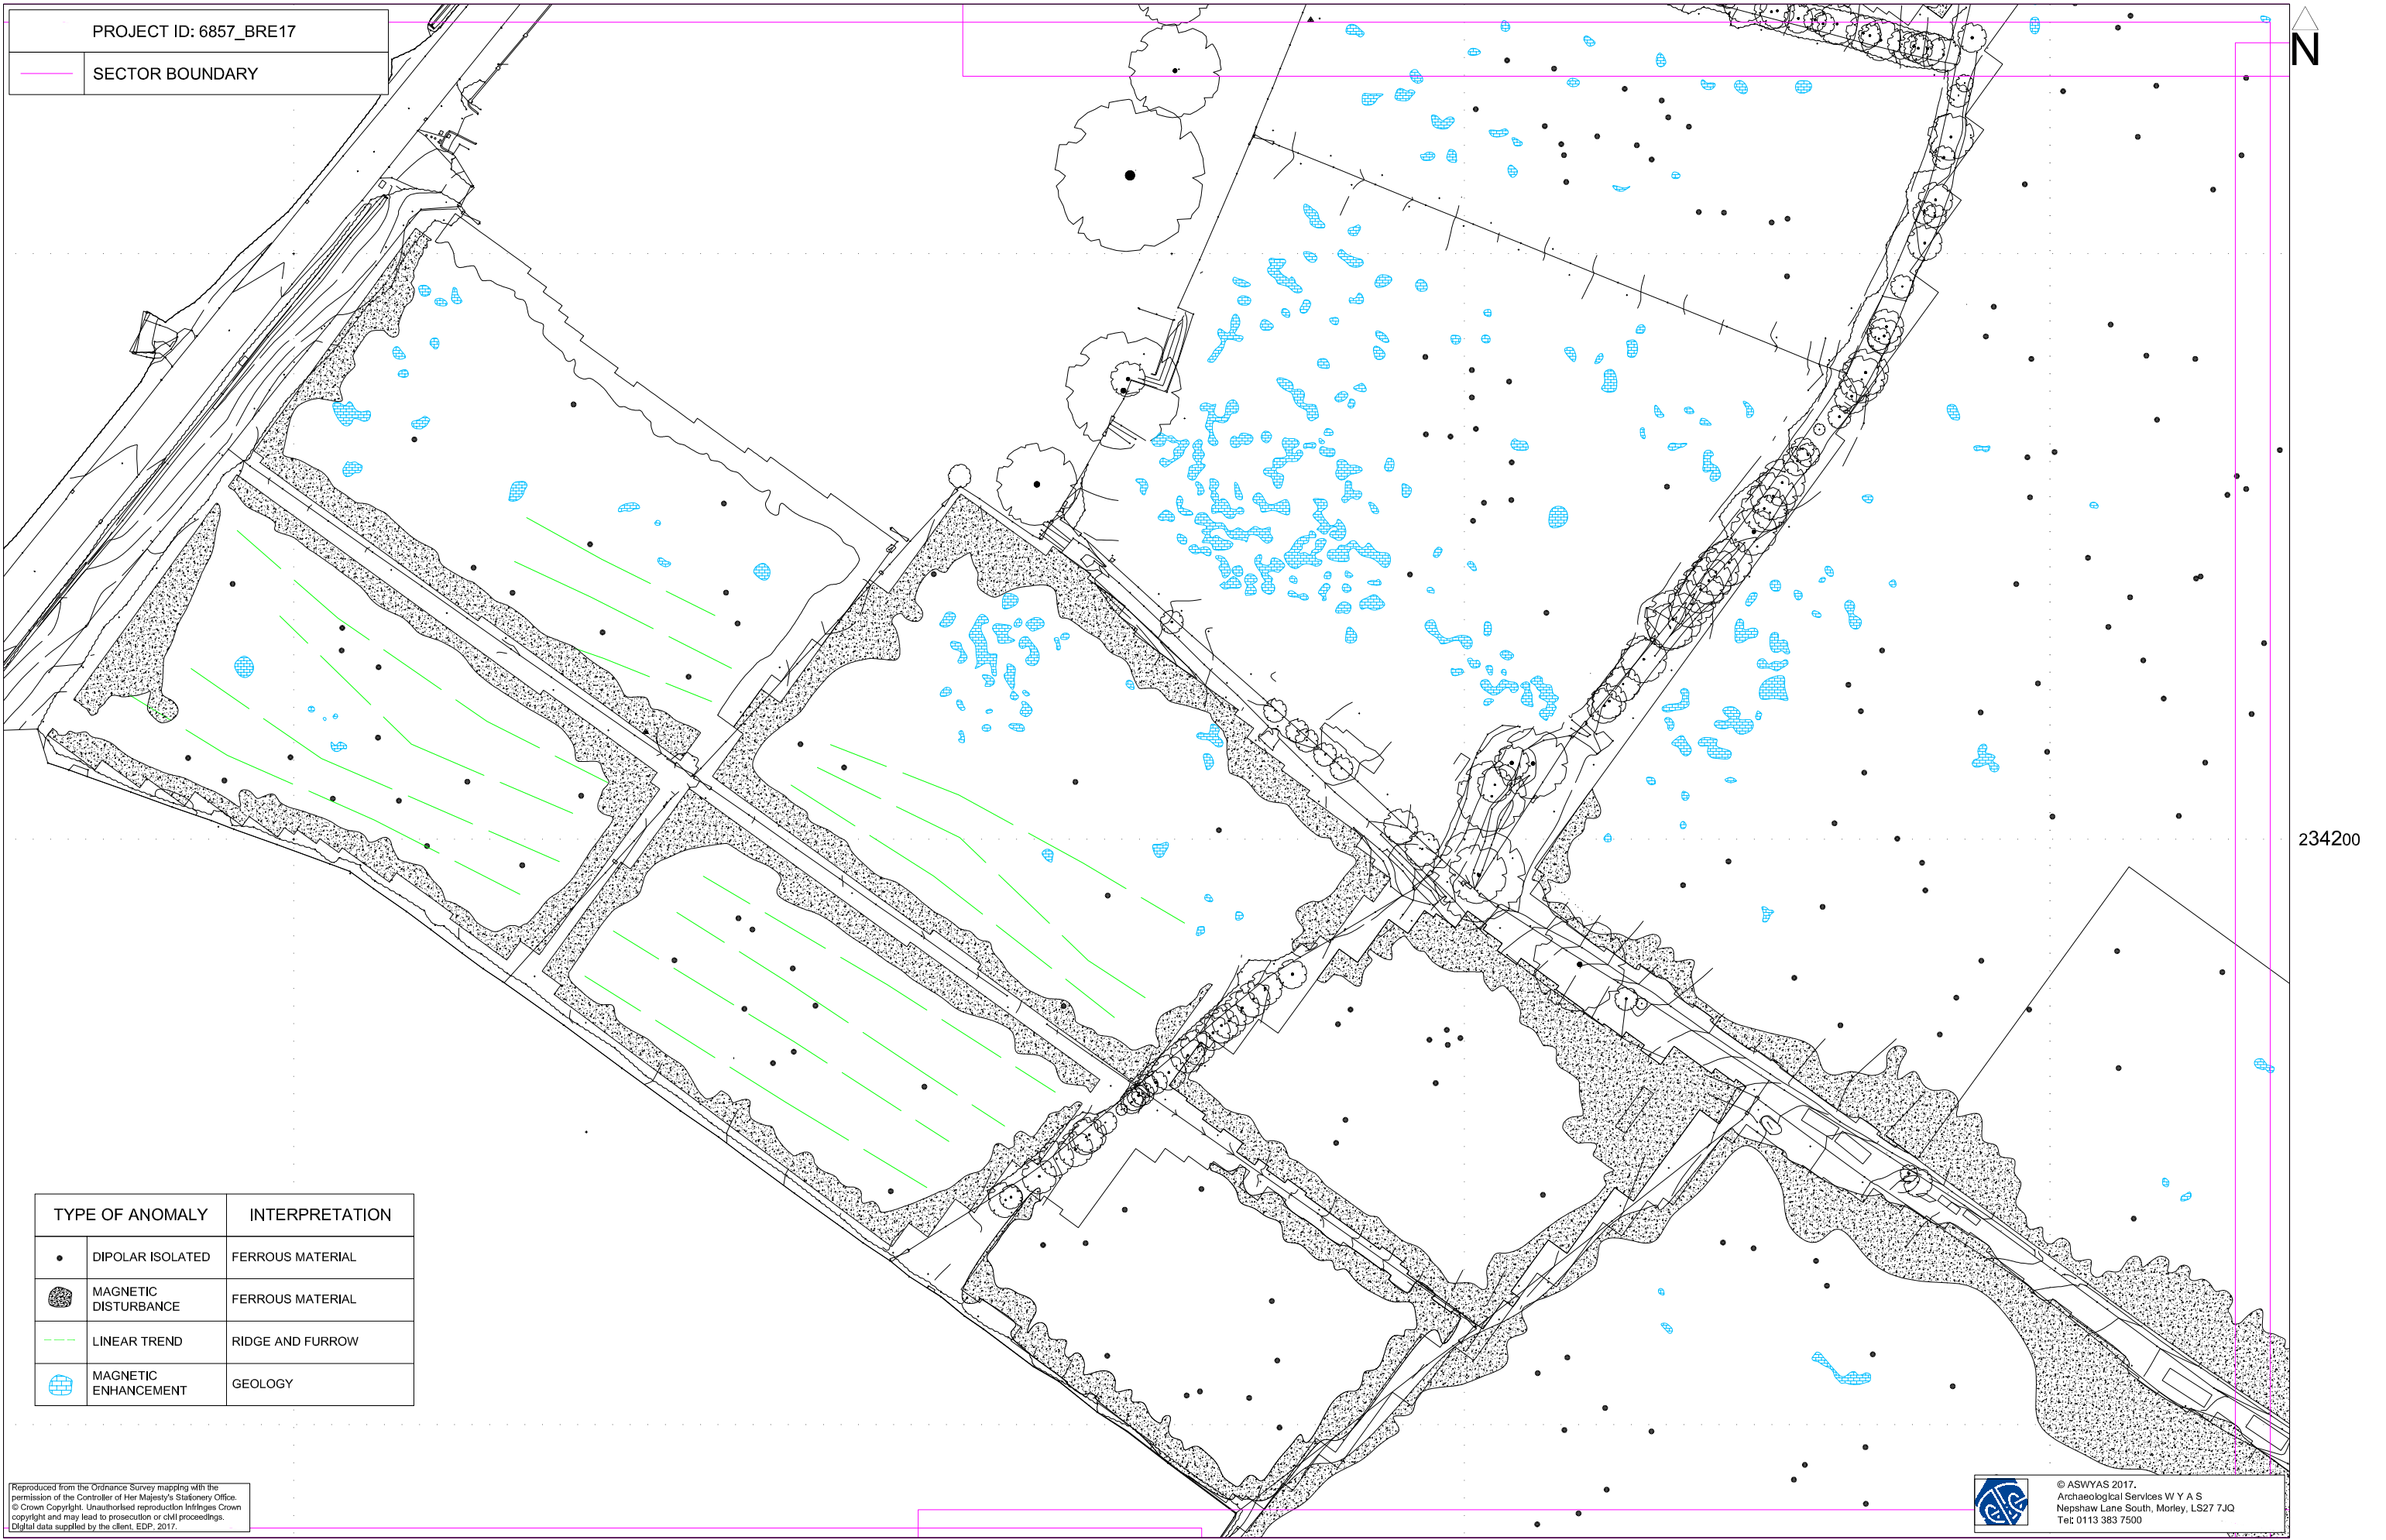 PROJECT ID: 6857_BRE17
SECTOR BOUNDARY
N
234200
TYPE OF ANOMALY INTERPRETATION
DIPOLAR ISOLATED FERROUS MATERIAL
MAGNETIC
DISTURBANCE FERROUS MATERIAL
LINEAR TREND RIDGE AND FURROW
MAGNETIC
ENHANCEMENT GEOLOGY
Reproduced from the Ordnance Survey mapping with the
permission of the Controller of Her Majesty's Stationery Office.
© Crown Copyright. Unauthorised reproduction infringes Crown
copyright and may lead to prosecution or civil proceedings.
Digital data supplied by the client, EDP, 2017.
© ASWYAS 2017.
Archaeological Services W Y A S
Nepshaw Lane South, Morley, LS27 7JQ
Tel: 0113 383 7500